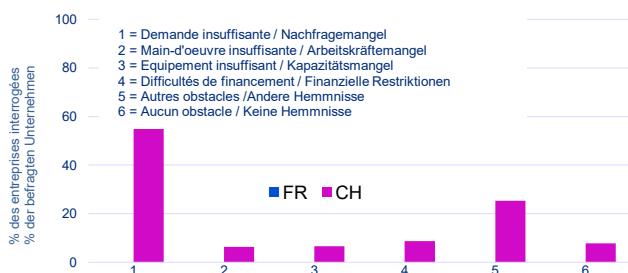 % des entreprises interrogées
% der befragten Unternehmen
100
80
60
40
20
0
1 = Demande insuffisante / Nachfragemangel
2 = Main-d'oeuvre insuffisante / Arbeitskräftemangel
3 = Equipement insuffisant / Kapazitätsmangel
4 = Difficultés de financement / Finanzielle Restriktionen
5 = Autres obstacles /Andere Hemmnisse
6 = Aucun obstacle / Keine Hemmnisse
FR CH
1 2 3 4 5 6